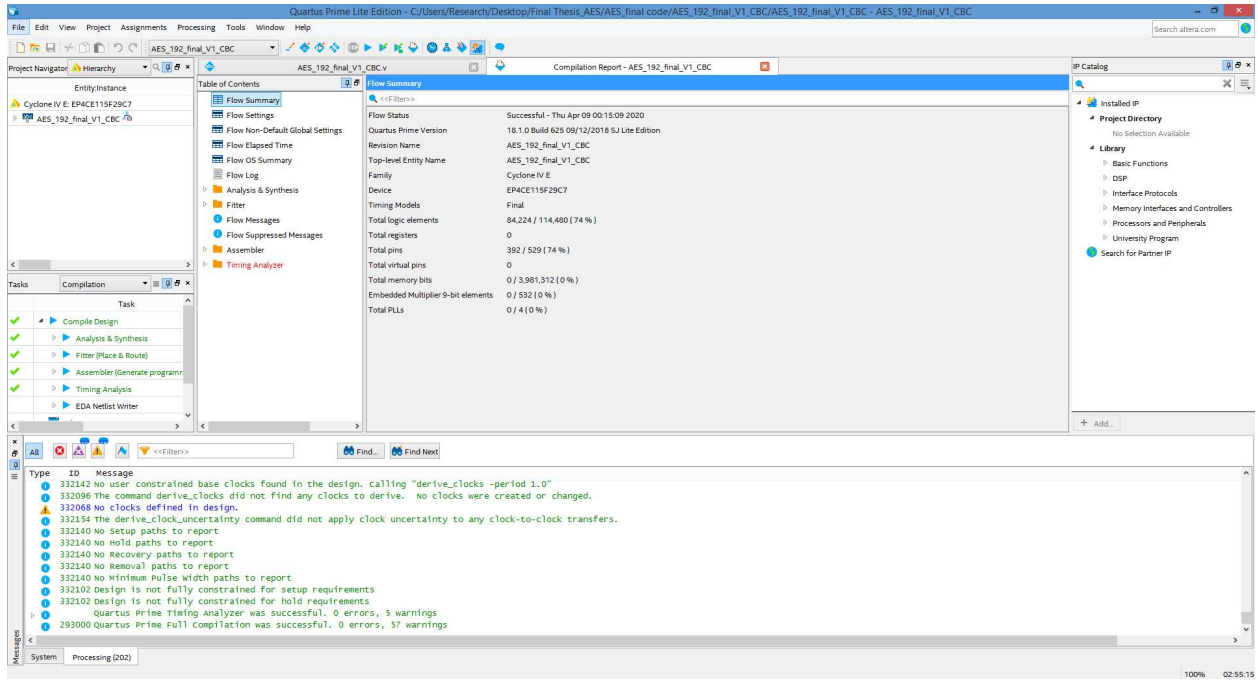 Quartus Prime Lite Edition - C:/Users/Research/Desktop/Final Thesis_AES/AES_final code/AES_192_final_V1_CBC/AES_192_final_V1_CBC - AES_192_final_V1_CBC
File Edit View Project Assignments Processing Tools Window Help
Search altera.com
AES_192_final_V1_CBC
Project Navigator Hierarchy
Entity:Instance
Cyclone IV E: EP4CE115F29C7
AES_192_final_V1_CBC
Tasks Compilation
Task
Compile Design
Analysis & Synthesis
Fitter (Place & Route)
Assembler (Generate programr
Timing Analysis
EDA Netlist Writer
AES_192_final_V1_CBC.v
Compilation Report - AES_192_final_V1_CBC
Table of Contents
Flow Summary
Flow Settings
Flow Non-Default Global Settings
Flow Elapsed Time
Flow OS Summary
Flow Log
Analysis & Synthesis
Fitter
Flow Messages
Flow Suppressed Messages
Assembler
Timing Analyzer
Flow Summary
<<Filter>>
Flow Status Successful - Thu Apr 09 00:15:09 2020
Quartus Prime Version 18.1.0 Build 625 09/12/2018 SJ Lite Edition
Revision Name AES_192_final_V1_CBC
Top-level Entity Name AES_192_final_V1_CBC
Family Cyclone IV E
Device EP4CE115F29C7
Timing Models Final
Total logic elements 84,224 / 114,480 ( 74 % )
Total registers 0
Total pins 392 / 529 ( 74 % )
Total virtual pins 0
Total memory bits 0 / 3,981,312 ( 0 % )
Embedded Multiplier 9-bit elements 0 / 532 ( 0 % )
Total PLLs 0 / 4 ( 0 % )
IP Catalog
Installed IP
Project Directory
No Selection Available
Library
Basic Functions
DSP
Interface Protocols
Memory Interfaces and Controllers
Processors and Peripherals
University Program
Search for Partner IP
+ Add...
All <<Filter>> Find... Find Next
Type ID Message
332142 No user constrained base clocks found in the design. Calling "derive_clocks -period 1.0"
332096 The command derive_clocks did not find any clocks to derive. No clocks were created or changed.
332068 No clocks defined in design.
332154 The derive_clock_uncertainty command did not apply clock uncertainty to any clock-to-clock transfers.
332140 No Setup paths to report
332140 No Hold paths to report
332140 No Recovery paths to report
332140 No Removal paths to report
332140 No Minimum Pulse Width paths to report
332102 Design is not fully constrained for setup requirements
332102 Design is not fully constrained for hold requirements
Quartus Prime Timing Analyzer was successful. 0 errors, 5 warnings
293000 Quartus Prime Full Compilation was successful. 0 errors, 57 warnings
Messages
System Processing (202)
100% 02:55:15